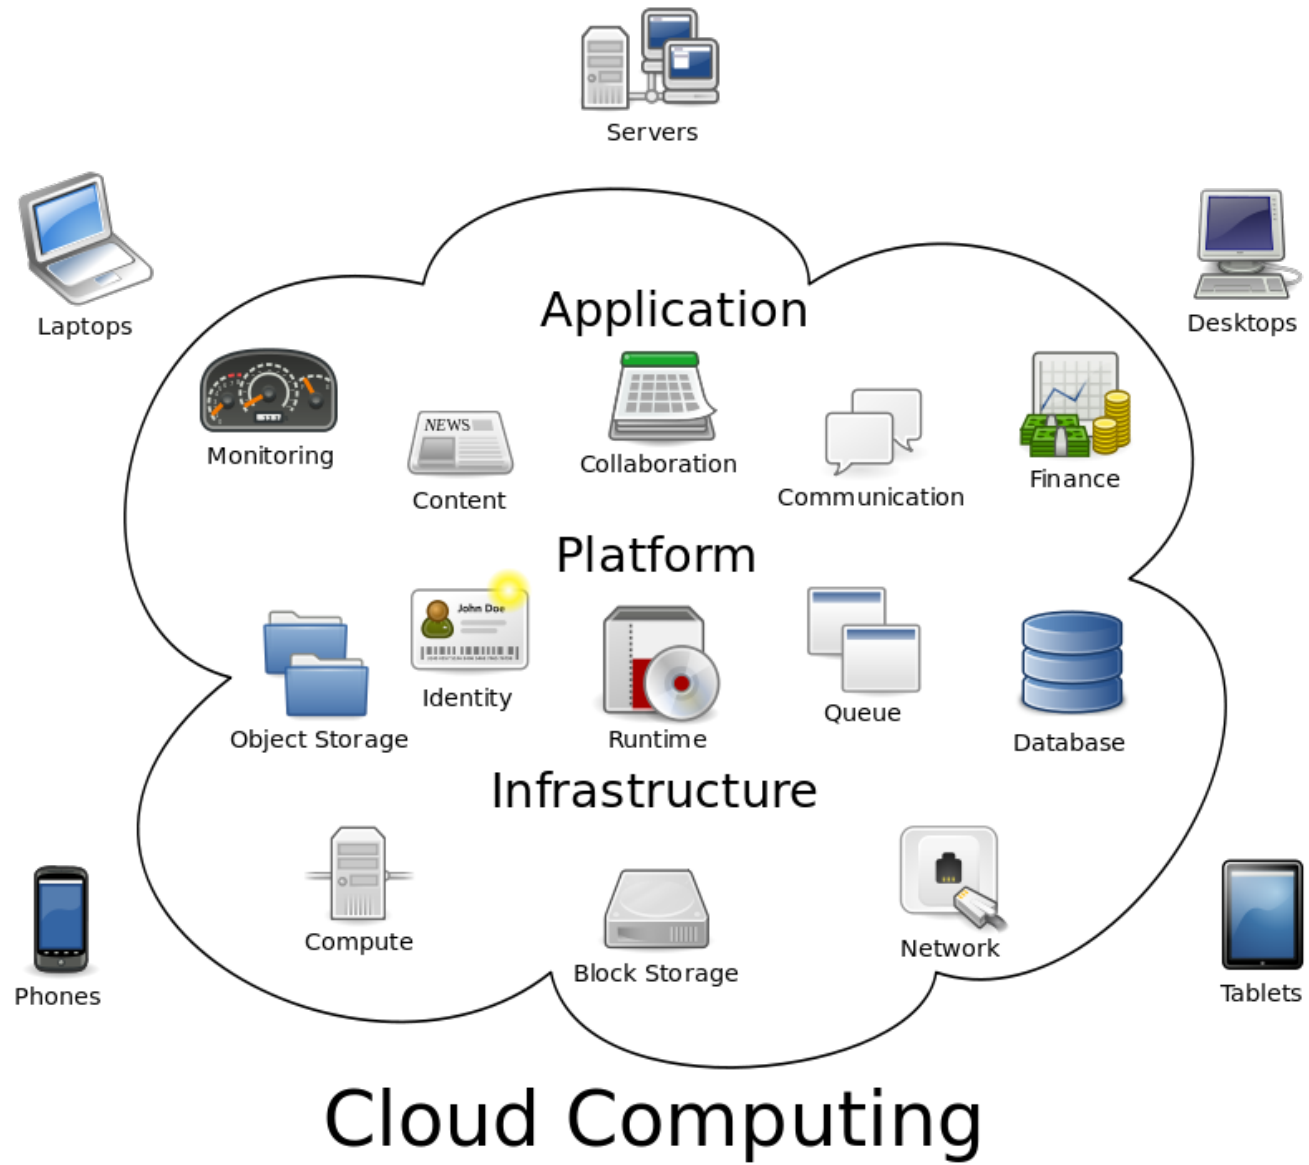 Servers
Laptops
Desktops
Application
Monitoring
NEWS
Content
Collaboration
Communication
Finance
Platform
Object Storage
John Doe
Identity
Runtime
Queue
Database
Infrastructure
Compute
Block Storage
Network
Phones
Tablets
Cloud Computing